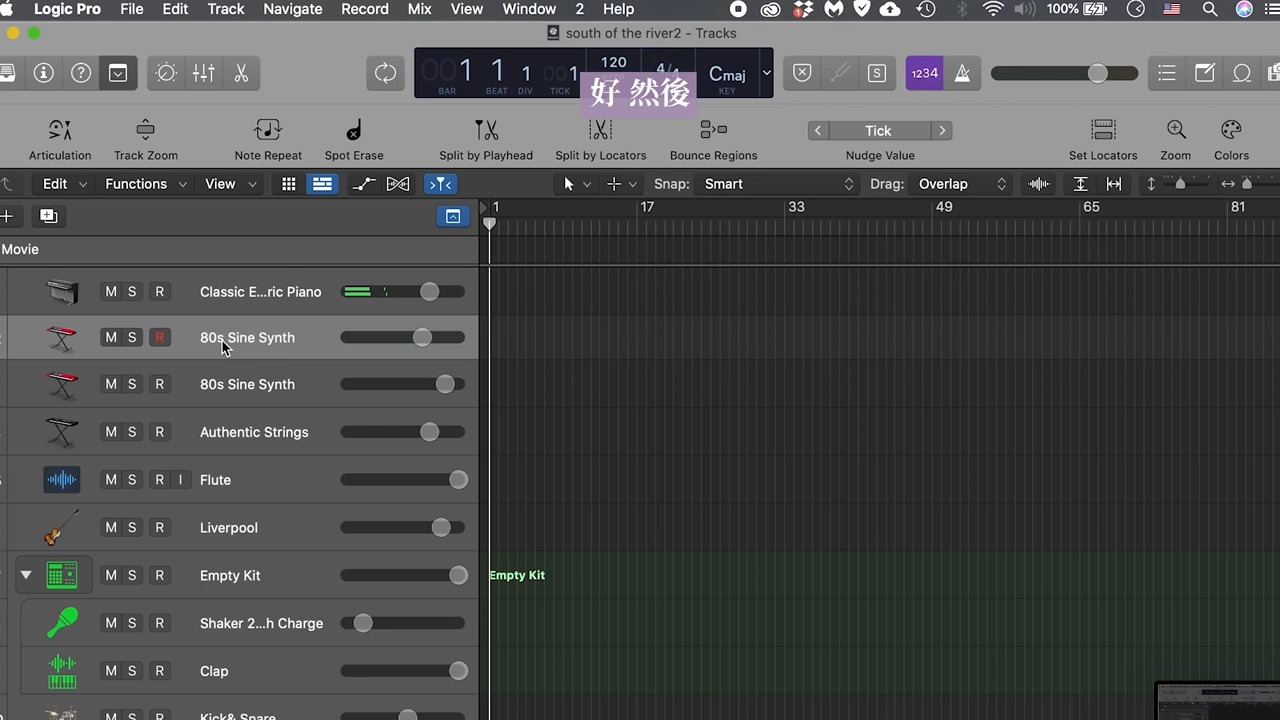 Logic Pro File Edit Track Navigate Record Mix View Window 2 Help 100%
south of the river2 - Tracks
001 1 1 001 120 4/4 Cmaj 1234
BAR BEAT DIV TICK KEY
好 然後
Tick
Articulation Track Zoom Note Repeat Spot Erase Split by Playhead Split by Locators Bounce Regions Nudge Value Set Locators Zoom Colors
Edit Functions View Snap: Smart Drag: Overlap
1 17 33 49 65 81
Movie
M S R Classic E...ric Piano
M S R 80s Sine Synth
M S R 80s Sine Synth
M S R Authentic Strings
M S R I Flute
M S R Liverpool
M S R Empty Kit Empty Kit
M S R Shaker 2...h Charge
M S R Clap
M S R Kick& Snare